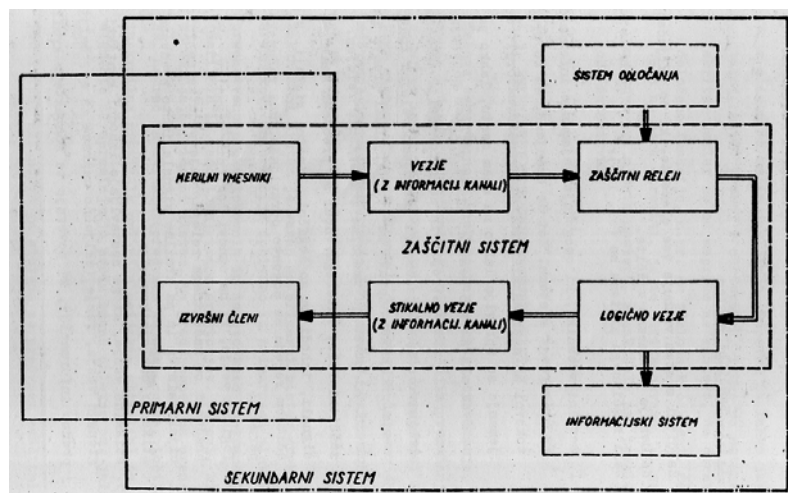 SISTEM ODLOČANJA
MERILNI VMESNIKI
VEZJE
(Z INFORMACIJ. KANALI)
ZAŠČITNI RELEJI
ZAŠČITNI SISTEM
IZVRŠNI ČLENI
STIKALNO VEZJE
(Z INFORMACIJ. KANALI)
LOGIČNO VEZJE
PRIMARNI SISTEM
INFORMACIJSKI SISTEM
SEKUNDARNI SISTEM